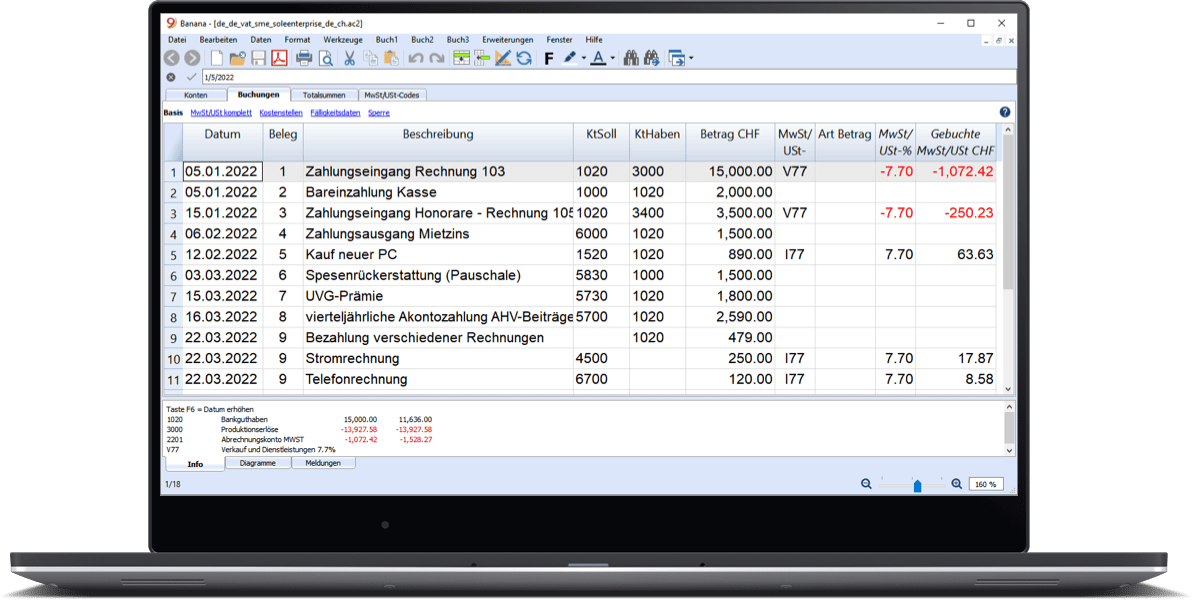 Banana - [de_de_vat_sme_soleenterprise_de_ch.ac2]
Datei Bearbeiten Daten Format Werkzeuge Buch1 Buch2 Buch3 Erweiterungen Fenster Hilfe
F A
1/5/2022
Konten Buchungen Totalsummen MwSt/USt-Codes
Basis MwSt/USt komplett Kostenstellen Fälligkeitsdaten Sperre
Datum Beleg Beschreibung KtSoll KtHaben Betrag CHF MwSt/ Art Betrag MwSt/ Gebuchte
USt- USt-% MwSt/USt CHF
1 05.01.2022 1 Zahlungseingang Rechnung 103 1020 3000 15,000.00 V77 -7.70 -1,072.42
2 05.01.2022 2 Bareinzahlung Kasse 1000 1020 2,000.00
3 15.01.2022 3 Zahlungseingang Honorare - Rechnung 105 1020 3400 3,500.00 V77 -7.70 -250.23
4 06.02.2022 4 Zahlungsausgang Mietzins 6000 1020 1,500.00
5 12.02.2022 5 Kauf neuer PC 1520 1020 890.00 I77 7.70 63.63
6 03.03.2022 6 Spesenrückerstattung (Pauschale) 5830 1000 1,500.00
7 15.03.2022 7 UVG-Prämie 5730 1020 1,800.00
8 16.03.2022 8 vierteljährliche Akontozahlung AHV-Beiträge 5700 1020 2,590.00
9 22.03.2022 9 Bezahlung verschiedener Rechnungen 1020 479.00
10 22.03.2022 9 Stromrechnung 4500 250.00 I77 7.70 17.87
11 22.03.2022 9 Telefonrechnung 6700 120.00 I77 7.70 8.58
Taste F6 = Datum erhöhen
1020 Bankguthaben 15,000.00 11,636.00
3000 Produktionserlöse -13,927.58 -13,927.58
2201 Abrechnungskonto MWST -1,072.42 -1,528.27
V77 Verkauf und Dienstleistungen 7.7%
Info Diagramme Meldungen
1/18 160 %